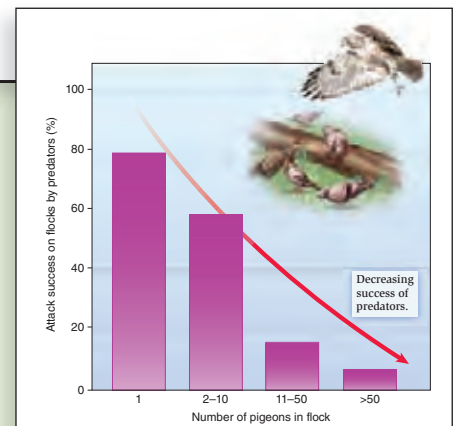 Attack success on flocks by predators (%)
100
80
60
40
20
0
Decreasing
success of
predators.
1
2–10
11–50
>50
Number of pigeons in flock